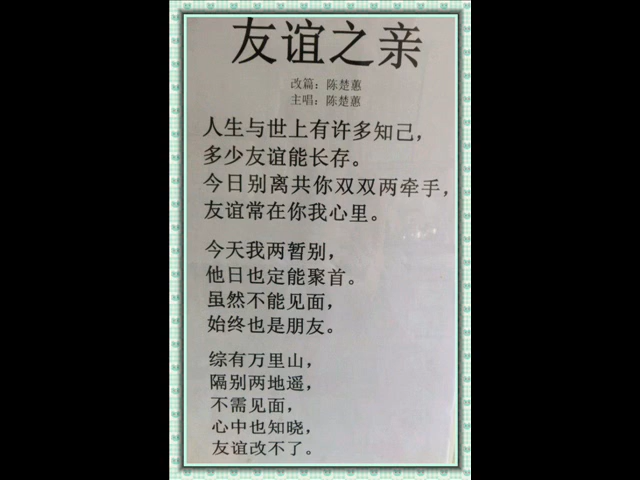 友谊之亲
改篇：陈楚蕙
主唱：陈楚蕙
人生与世上有许多知己，
多少友谊能长存。
今日别离共你双双两牵手，
友谊常在你我心里。
今天我两暂别，
他日也定能聚首。
虽然不能见面，
始终也是朋友。
综有万里山，
隔别两地遥，
不需见面，
心中也知晓，
友谊改不了。